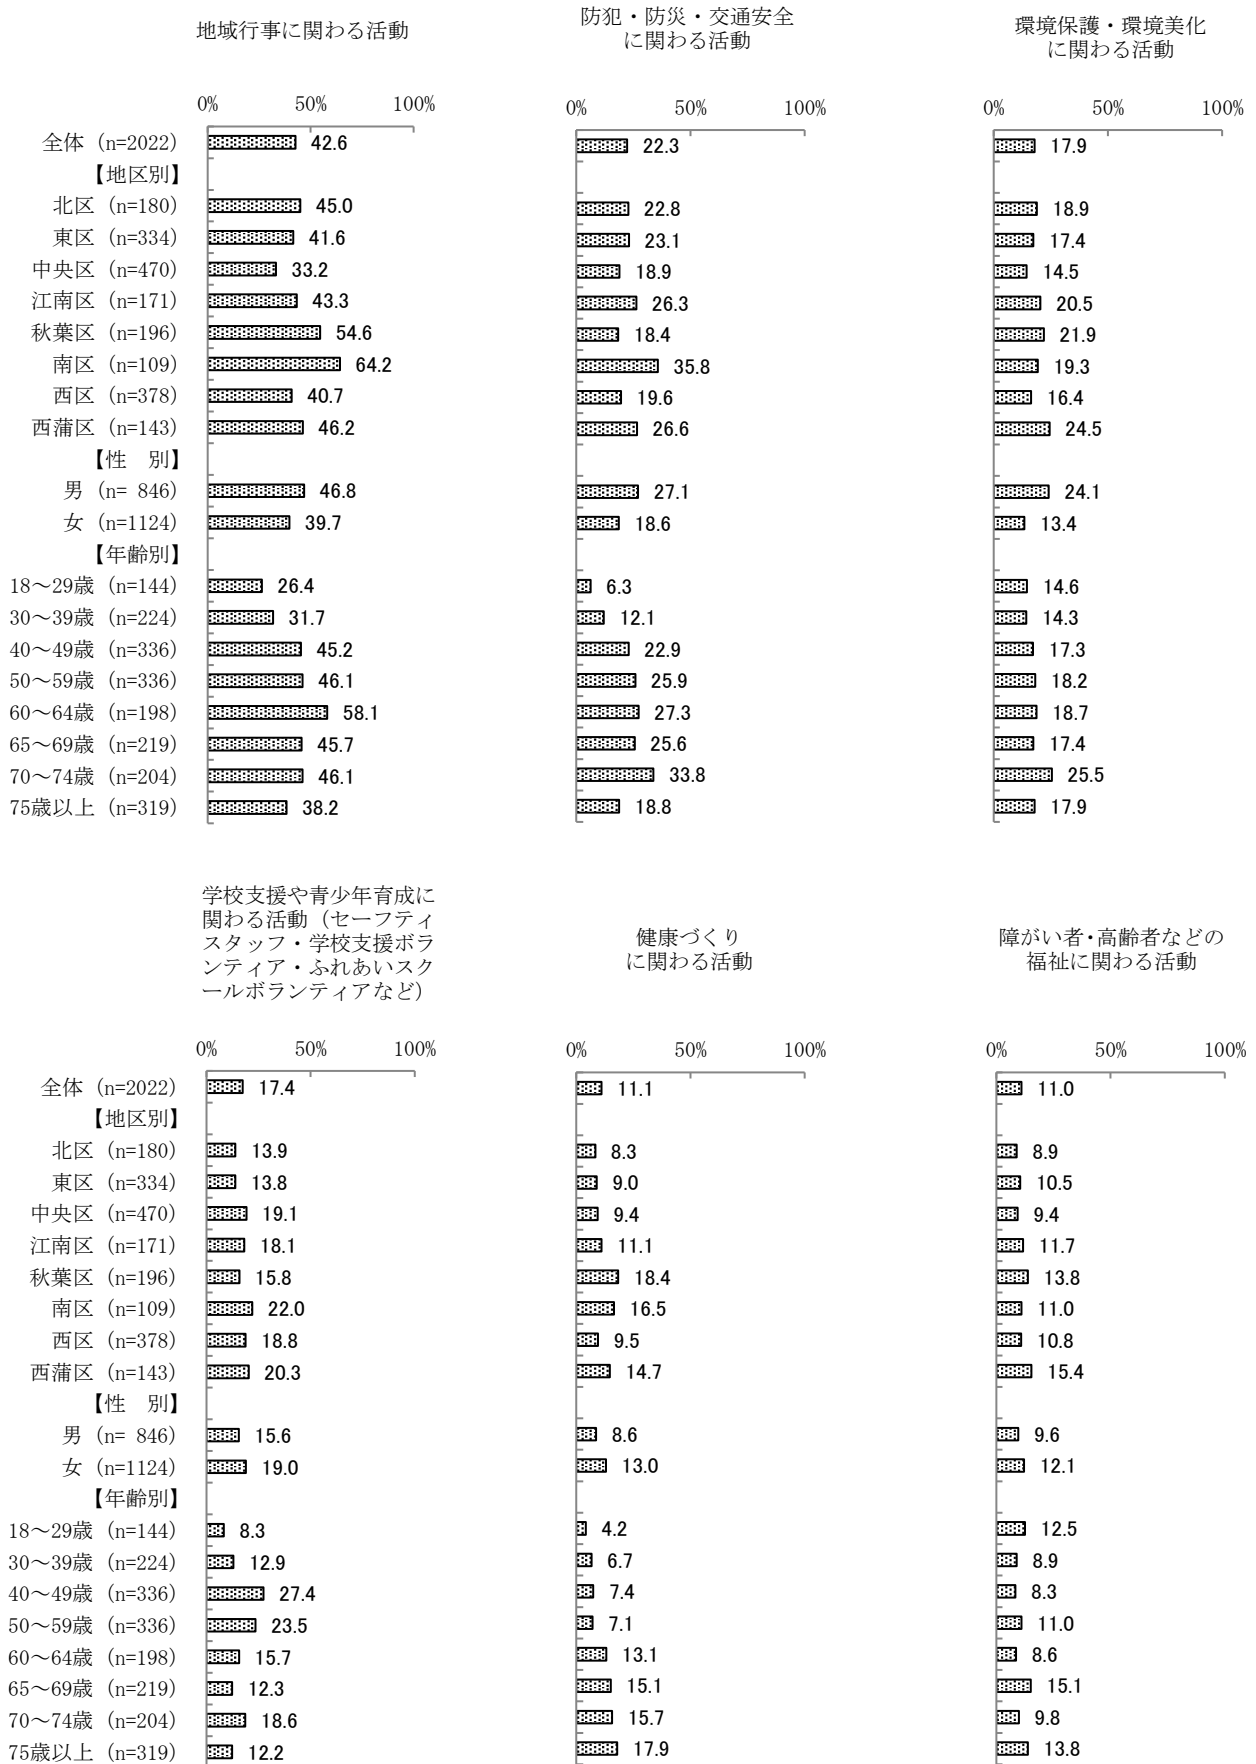 地域行事に関わる活動
防犯・防災・交通安全
に関わる活動
環境保護・環境美化
に関わる活動
0% 50% 100% 0% 50% 100% 0% 50% 100%
全体（n=2022） 42.6 22.3 17.9
【地区別】
北区（n=180） 45.0 22.8 18.9
東区（n=334） 41.6 23.1 17.4
中央区（n=470） 33.2 18.9 14.5
江南区（n=171） 43.3 26.3 20.5
秋葉区（n=196） 54.6 18.4 21.9
南区（n=109） 64.2 35.8 19.3
西区（n=378） 40.7 19.6 16.4
西蒲区（n=143） 46.2 26.6 24.5
【性　別】
男（n= 846） 46.8 27.1 24.1
女（n=1124） 39.7 18.6 13.4
【年齢別】
18～29歳（n=144） 26.4 6.3 14.6
30～39歳（n=224） 31.7 12.1 14.3
40～49歳（n=336） 45.2 22.9 17.3
50～59歳（n=336） 46.1 25.9 18.2
60～64歳（n=198） 58.1 27.3 18.7
65～69歳（n=219） 45.7 25.6 17.4
70～74歳（n=204） 46.1 33.8 25.5
75歳以上（n=319） 38.2 18.8 17.9
学校支援や青少年育成に
関わる活動（セーフティ
スタッフ・学校支援ボラ
ンティア・ふれあいスク
ールボランティアなど）
健康づくり
に関わる活動
障がい者・高齢者などの
福祉に関わる活動
0% 50% 100% 0% 50% 100% 0% 50% 100%
全体（n=2022） 17.4 11.1 11.0
【地区別】
北区（n=180） 13.9 8.3 8.9
東区（n=334） 13.8 9.0 10.5
中央区（n=470） 19.1 9.4 9.4
江南区（n=171） 18.1 11.1 11.7
秋葉区（n=196） 15.8 18.4 13.8
南区（n=109） 22.0 16.5 11.0
西区（n=378） 18.8 9.5 10.8
西蒲区（n=143） 20.3 14.7 15.4
【性　別】
男（n= 846） 15.6 8.6 9.6
女（n=1124） 19.0 13.0 12.1
【年齢別】
18～29歳（n=144） 8.3 4.2 12.5
30～39歳（n=224） 12.9 6.7 8.9
40～49歳（n=336） 27.4 7.4 8.3
50～59歳（n=336） 23.5 7.1 11.0
60～64歳（n=198） 15.7 13.1 8.6
65～69歳（n=219） 12.3 15.1 15.1
70～74歳（n=204） 18.6 15.7 9.8
75歳以上（n=319） 12.2 17.9 13.8